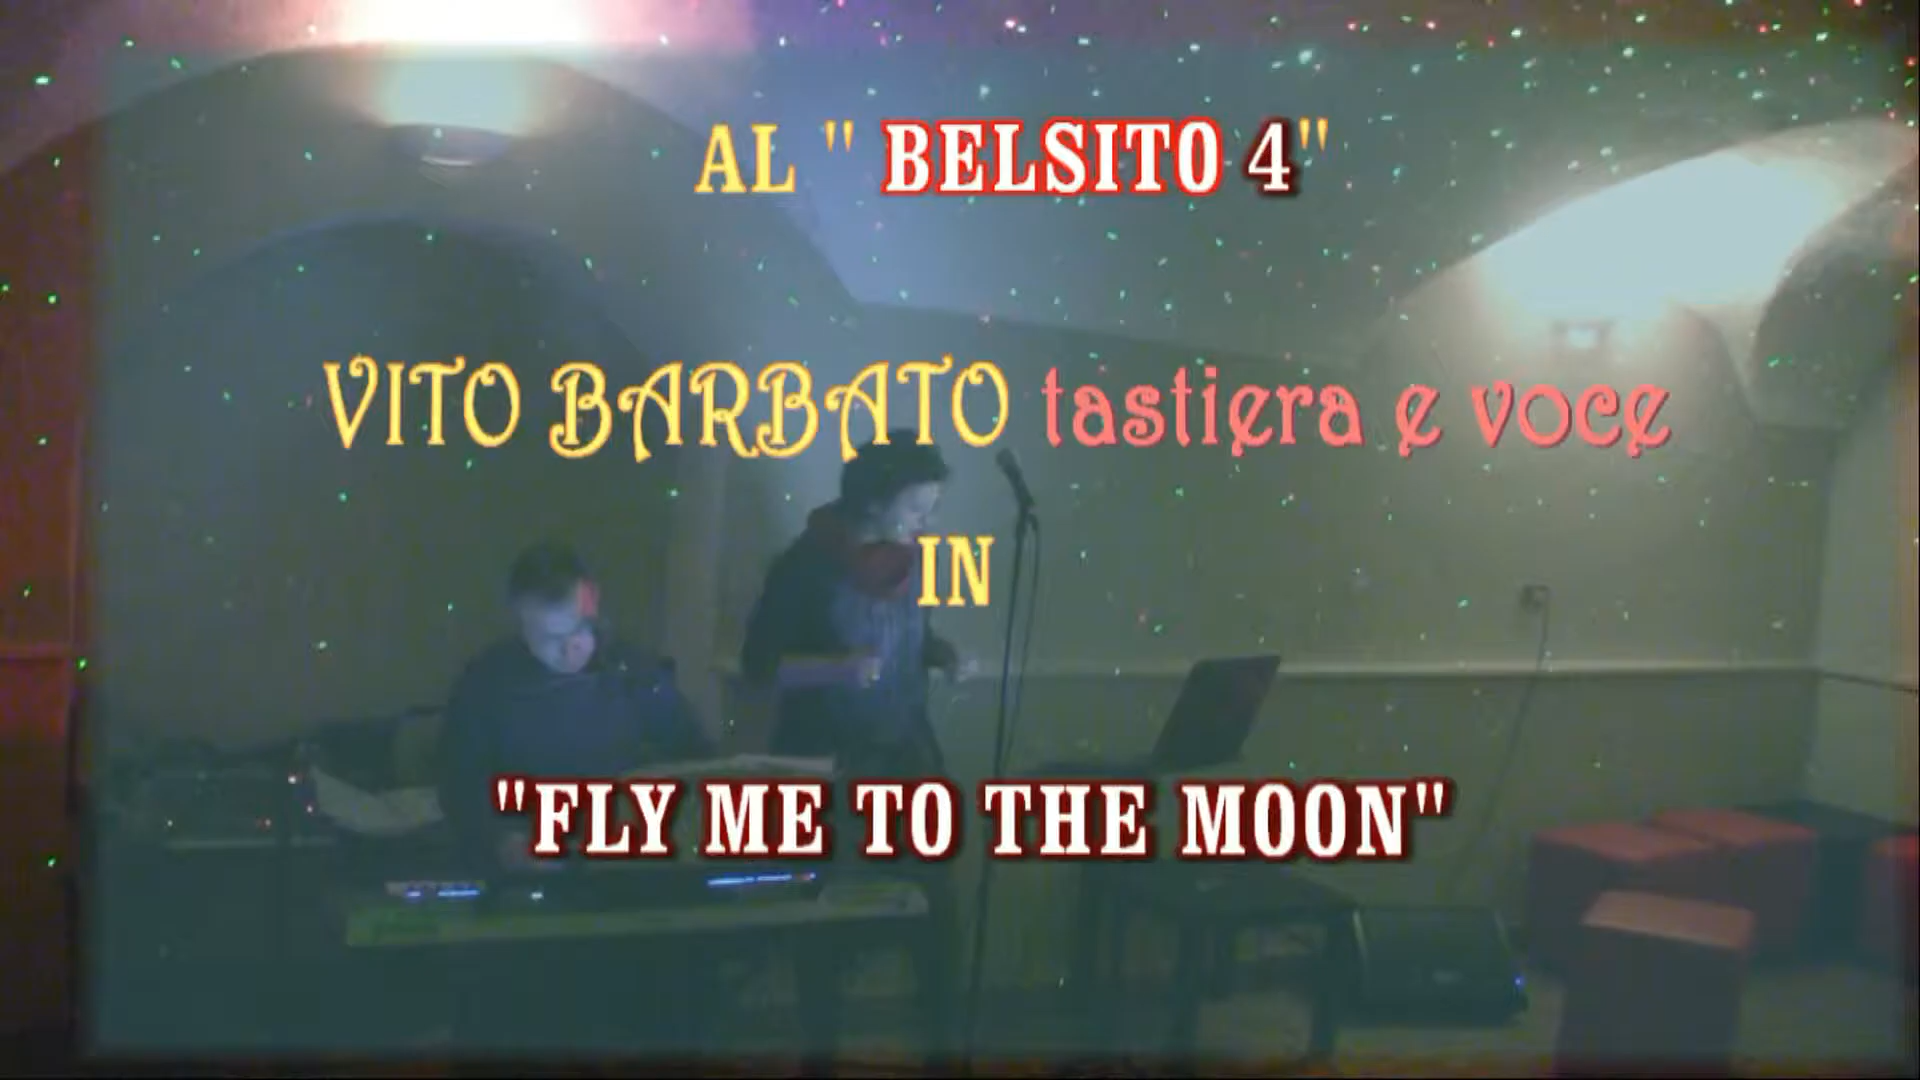 AL " BELSITO 4"
VITO BARBATO tastiera e voce
IN
"FLY ME TO THE MOON"